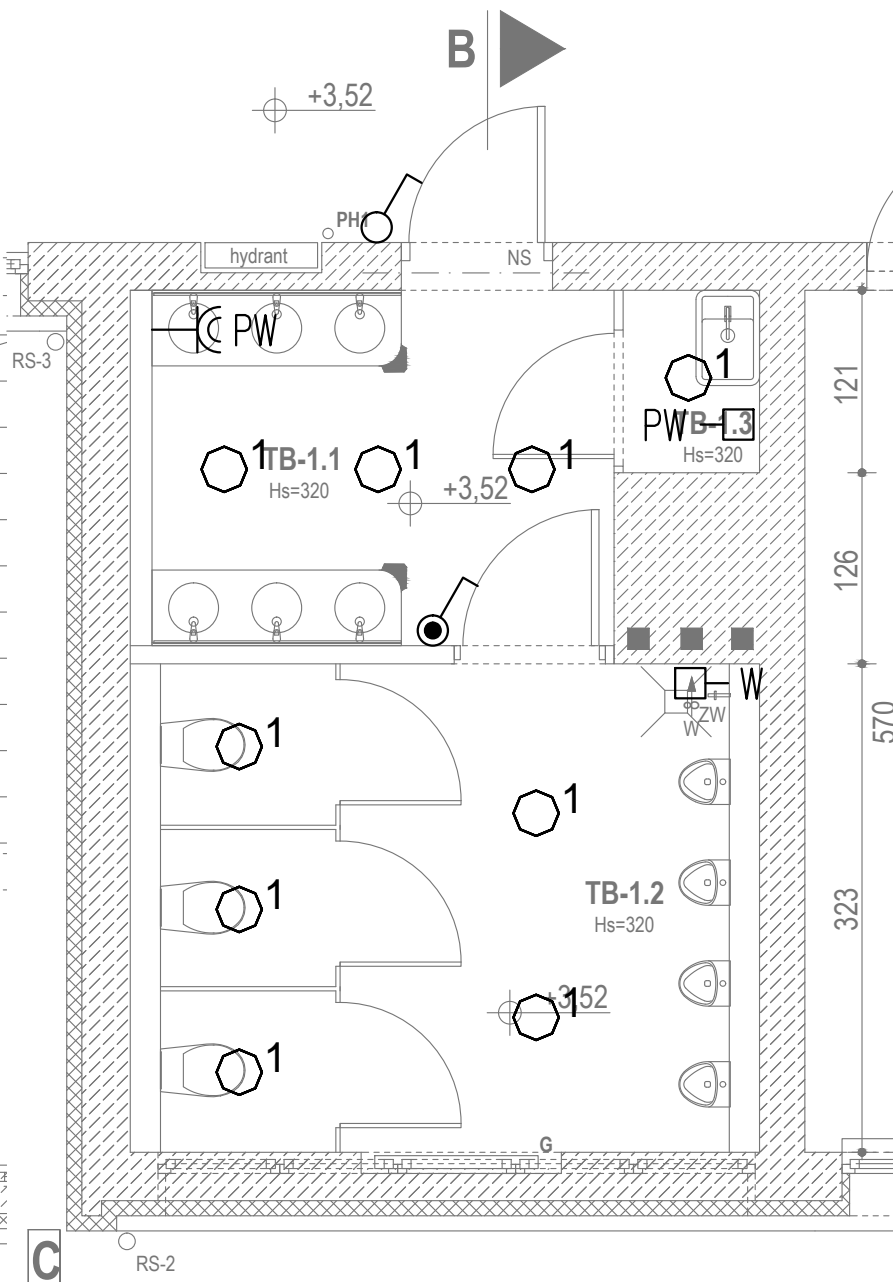 B
+3,52
PH1
hydrant
NS
RS-3
PW
1
121
PW
TB-1.3
Hs=320
1
TB-1.1
1
1
Hs=320
+3,52
126
W
W
ZW
570
1
1
TB-1.2
Hs=320
1
323
+3,52
1
1
G
C
RS-2